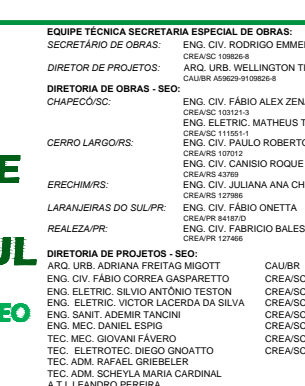 EQUIPE TÉCNICA SECRETARIA ESPECIAL DE OBRAS:
SECRETÁRIO DE OBRAS: ENG. CIV. RODRIGO EMME
CREA/SC 109826-8
DIRETOR DE PROJETOS: ARQ. URB. WELLINGTON
CAU/BR A59629-9109826-8
DIRETORIA DE OBRAS - SEO:
CHAPECÓ/SC: ENG. CIV. FÁBIO ALEX
CREA/SC 103121-3
ENG. ELETRIC. MATHEUS T
CREA/SC 111551-1
CERRO LARGO/RS: ENG. CIV. PAULO ROBERTO
CREA/RS 107012
ENG. CIV. CANISIO ROQUE
CREA/RS 43769
ERECHIM/RS: ENG. CIV. JULIANA ANA CH
CREA/RS 127986
LARANJEIRAS DO SUL/PR: ENG. CIV. FÁBIO ONETTA
CREA/PR 84187/D
REALEZA/PR: ENG. CIV. FABRICIO BALES
CREA/PR 127466
E
UL
EO
DIRETORIA DE PROJETOS - SEO:
ARQ. URB. ADRIANA FREITAG MIGOTT CAU/BR
ENG. CIV. FÁBIO CORREA GASPARETTO CREA/SC
ENG. ELETRIC. SILVIO ANTÔNIO TESTON CREA/SC
ENG. ELETRIC. VICTOR LACERDA DA SILVA CREA/SC
ENG. SANIT. ADEMIR TANCINI CREA/SC
ENG. MEC. DANIEL ESPIG CREA/SC
TEC. MEC. GIOVANI FÁVERO CREA/SC
TEC. ELETROTEC. DIEGO GNOATTO CREA/SC
TEC. ADM. RAFAEL GRIEBELER
TEC. ADM. SCHEYLA MARIA CARDINAL
LEANDRO PEREIRA